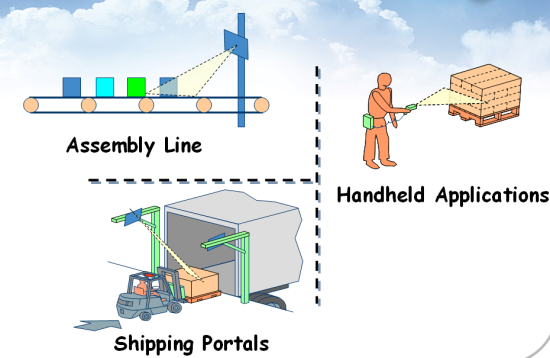 Assembly Line
Handheld Applications
Shipping Portals